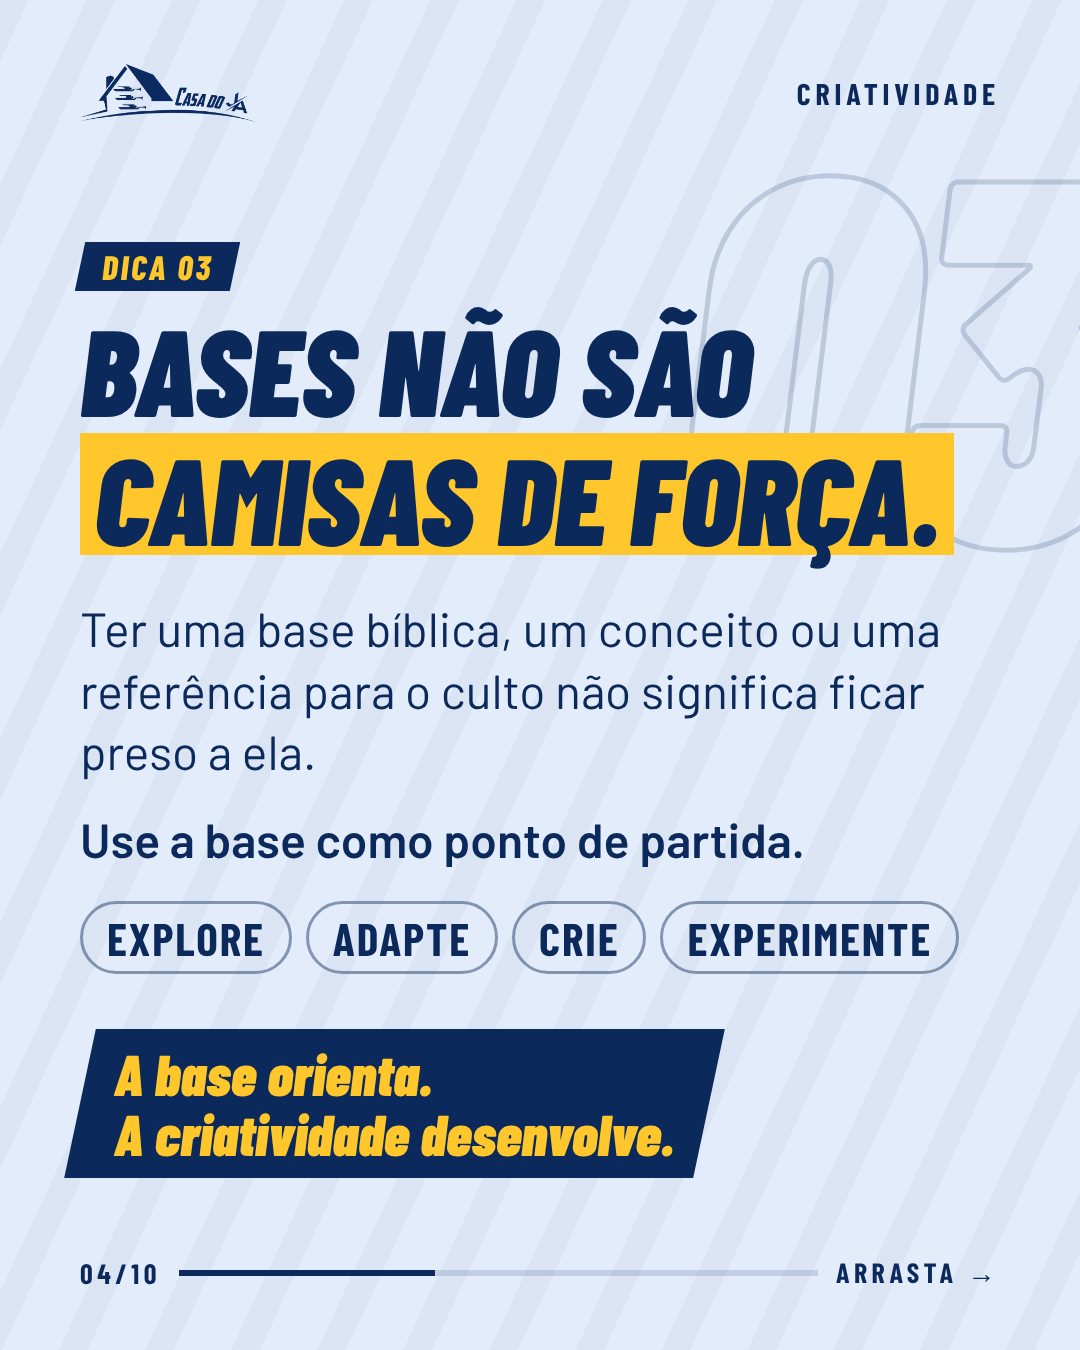 CASA DO JA
CRIATIVIDADE
03
DICA 03
BASES NÃO SÃO
CAMISAS DE FORÇA.
Ter uma base bíblica, um conceito ou uma
referência para o culto não significa ficar
preso a ela.
Use a base como ponto de partida.
EXPLORE ADAPTE CRIE EXPERIMENTE
A base orienta.
A criatividade desenvolve.
04/10
ARRASTA →